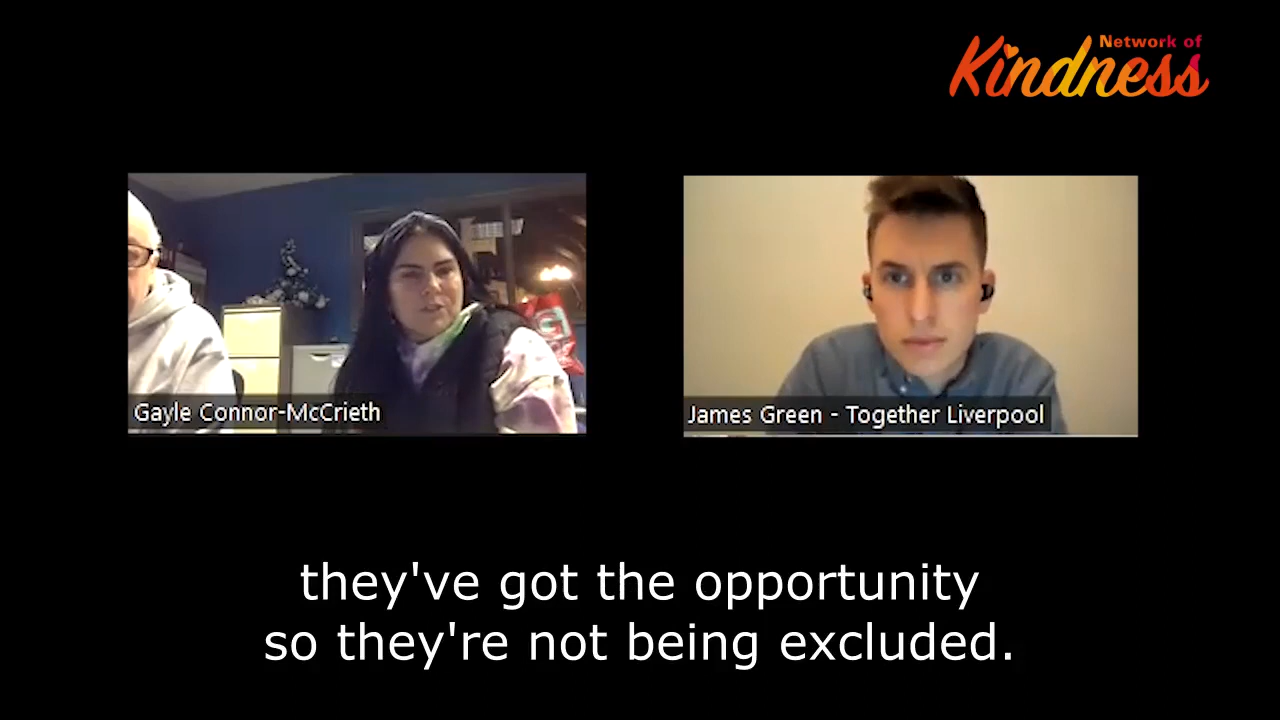 Network of
Kindness
Gayle Connor-McCrieth
James Green - Together Liverpool
they've got the opportunity
so they're not being excluded.